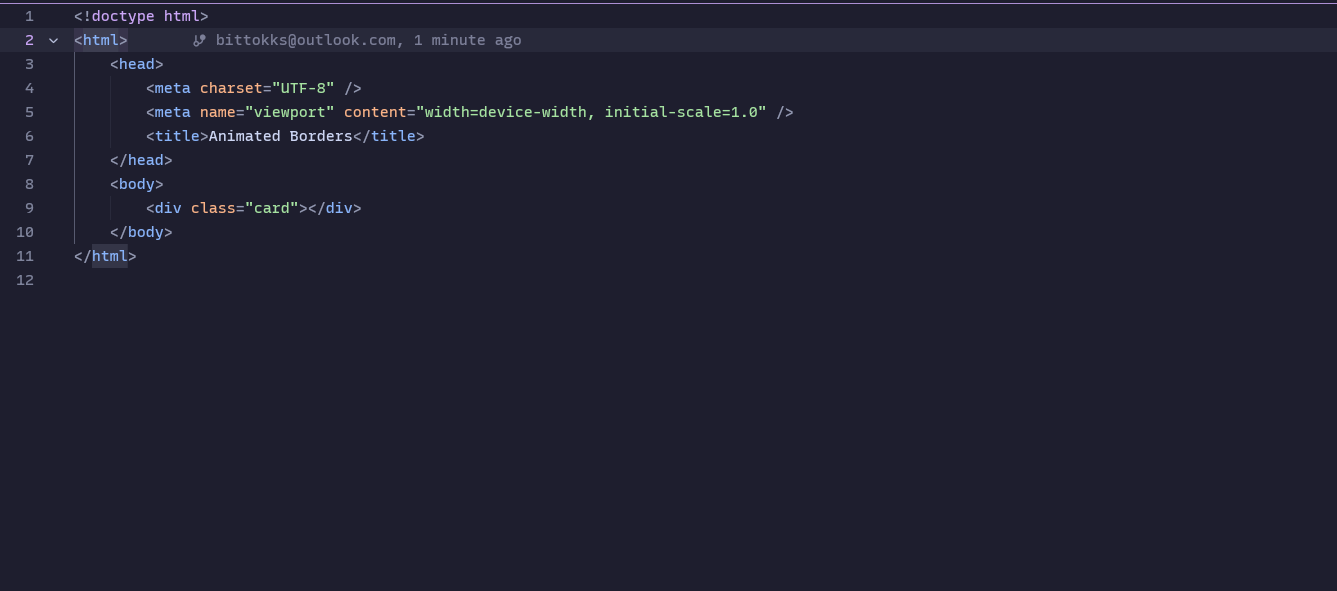 1 <!doctype html>
2 <html> bittokks@outlook.com, 1 minute ago
3 <head>
4 <meta charset="UTF-8" />
5 <meta name="viewport" content="width=device-width, initial-scale=1.0" />
6 <title>Animated Borders</title>
7 </head>
8 <body>
9 <div class="card"></div>
10 </body>
11 </html>
12